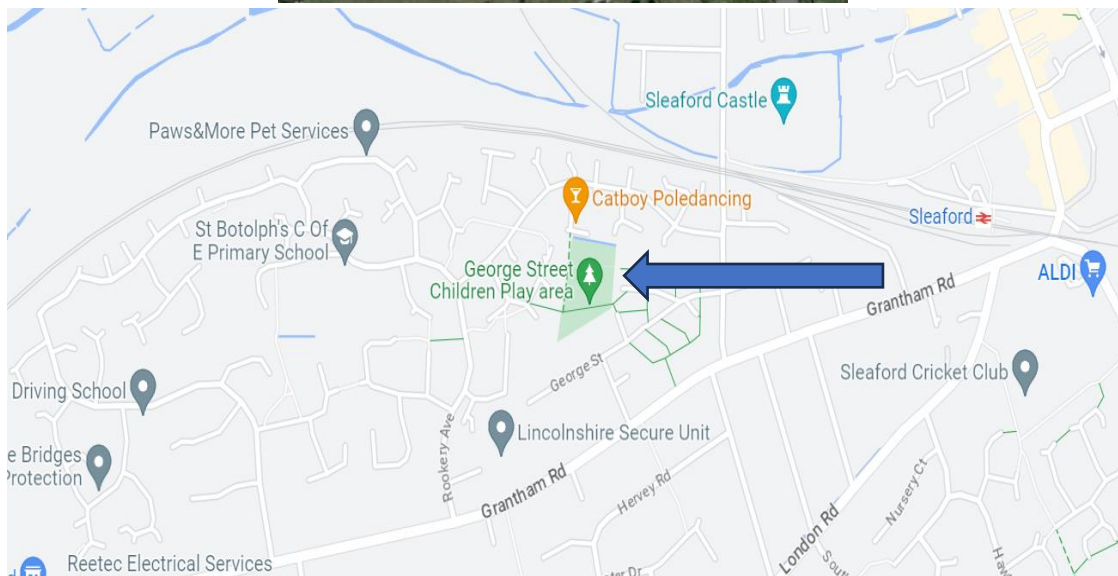 Sleaford Castle
Paws&More Pet Services
Catboy Poledancing
St Botolph's C Of
E Primary School
Sleaford
George Street
Children Play area
ALDI
Grantham Rd
Driving School
George St
Sleaford Cricket Club
Rookery Ave
Lincolnshire Secure Unit
e Bridges
Protection
Grantham Rd
Hervey Rd
Nursery Ct
London Rd
Reetec Electrical Services